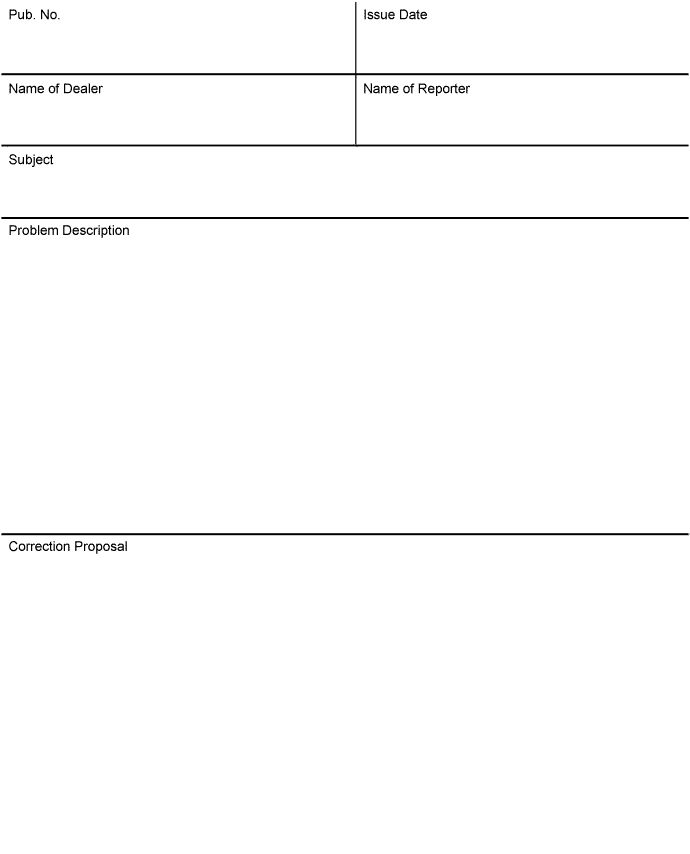 Pub. No.
Issue Date
Name of Dealer
Name of Reporter
Subject
Problem Description
Correction Proposal